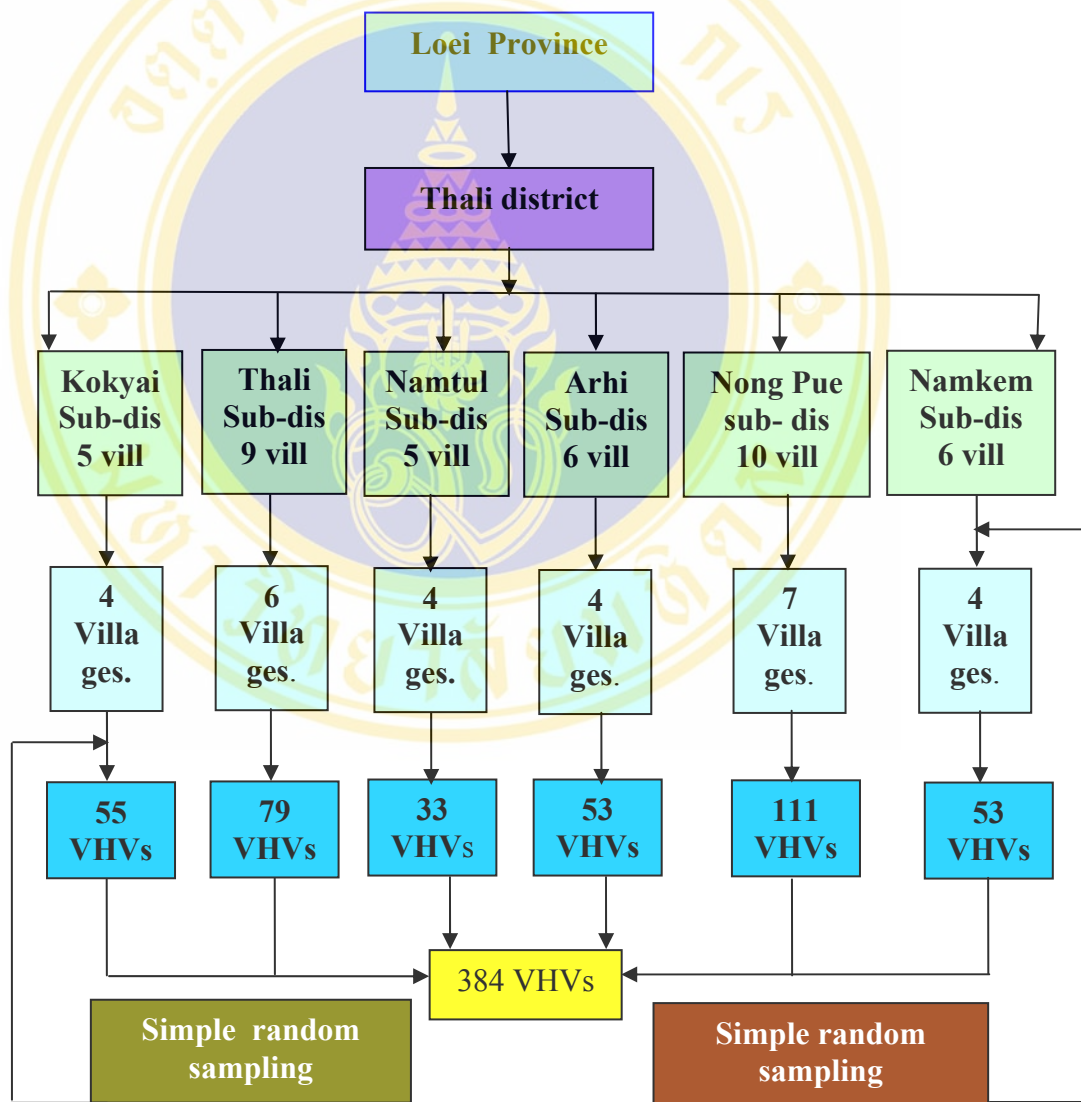 Loei Province
Thali district
Kokyai
Sub-dis
5 vill
Thali
Sub-dis
9 vill
Namtul
Sub-dis
5 vill
Arhi
Sub-dis
6 vill
Nong Pue
sub- dis
10 vill
Namkem
Sub-dis
6 vill
4
Villa
ges.
6
Villa
ges.
4
Villa
ges.
4
Villa
ges.
7
Villa
ges.
4
Villa
ges.
55
VHVs
79
VHVs
33
VHVs
53
VHVs
111
VHVs
53
VHVs
384 VHVs
Simple random
sampling
Simple random
sampling